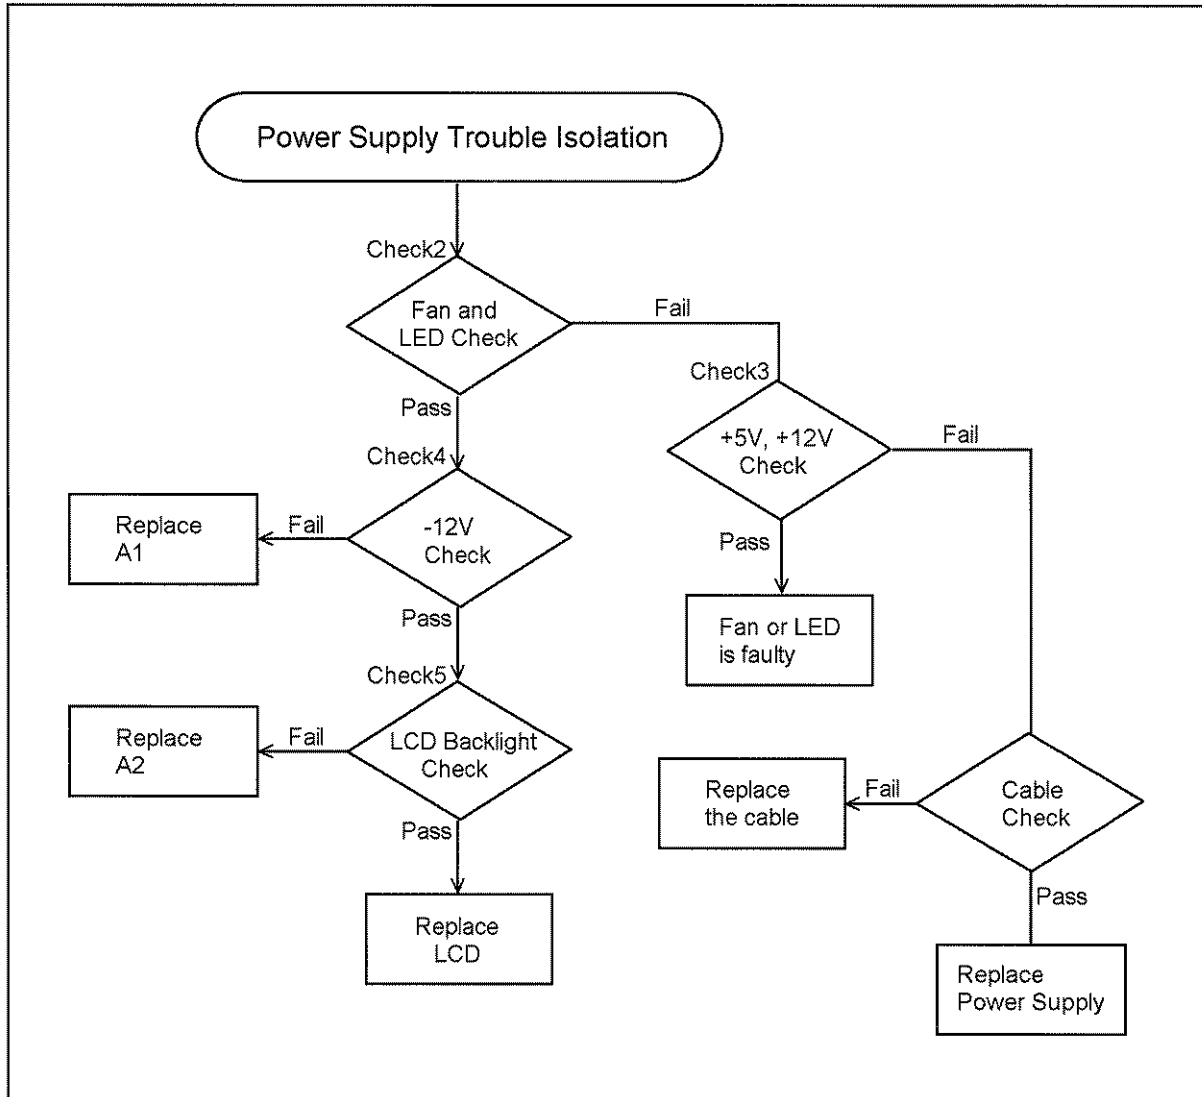 Power Supply Trouble Isolation
Check2
Fan and
LED Check
Fail
Pass
Check3
+5V, +12V
Check
Fail
Pass
Fan or LED
is faulty
Check4
-12V
Check
Fail
Replace
A1
Pass
Check5
LCD Backlight
Check
Fail
Replace
A2
Pass
Replace
LCD
Cable
Check
Fail
Replace
the cable
Pass
Replace
Power Supply